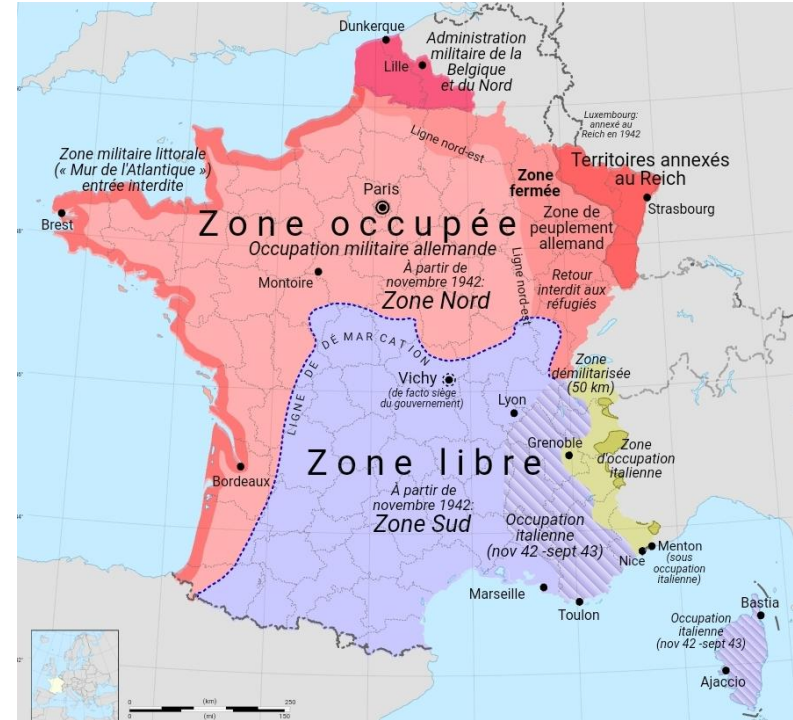 Dunkerque
Lille
Administration
militaire de la
Belgique
et du Nord
Luxembourg:
annexé au
Reich en 1942
Ligne nord-est
Zone militaire littorale
(« Mur de l'Atlantique »)
entrée interdite
Brest
Zone
fermée
Territoires annexés
au Reich
Strasbourg
Paris
Zone occupée
Occupation militaire allemande
À partir de
novembre 1942:
Zone Nord
Zone de
peuplement
allemand
Ligne nord-est
Retour
interdit aux
réfugiés
Montoire
LIGNE DE DÉMARCATION
Vichy
(de facto siège
du gouvernement)
Zone
démilitarisée
(50 km)
Lyon
Grenoble
Zone
d'occupation
italienne
Bordeaux
Zone libre
À partir de
novembre 1942:
Zone Sud
Occupation
italienne
(nov 42 -sept 43)
Nice
Menton
(sous
occupation
italienne)
Marseille
Toulon
Bastia
Occupation
italienne
(nov 42 -sept 43)
Ajaccio
0 (km) 250
0 (mi) 150